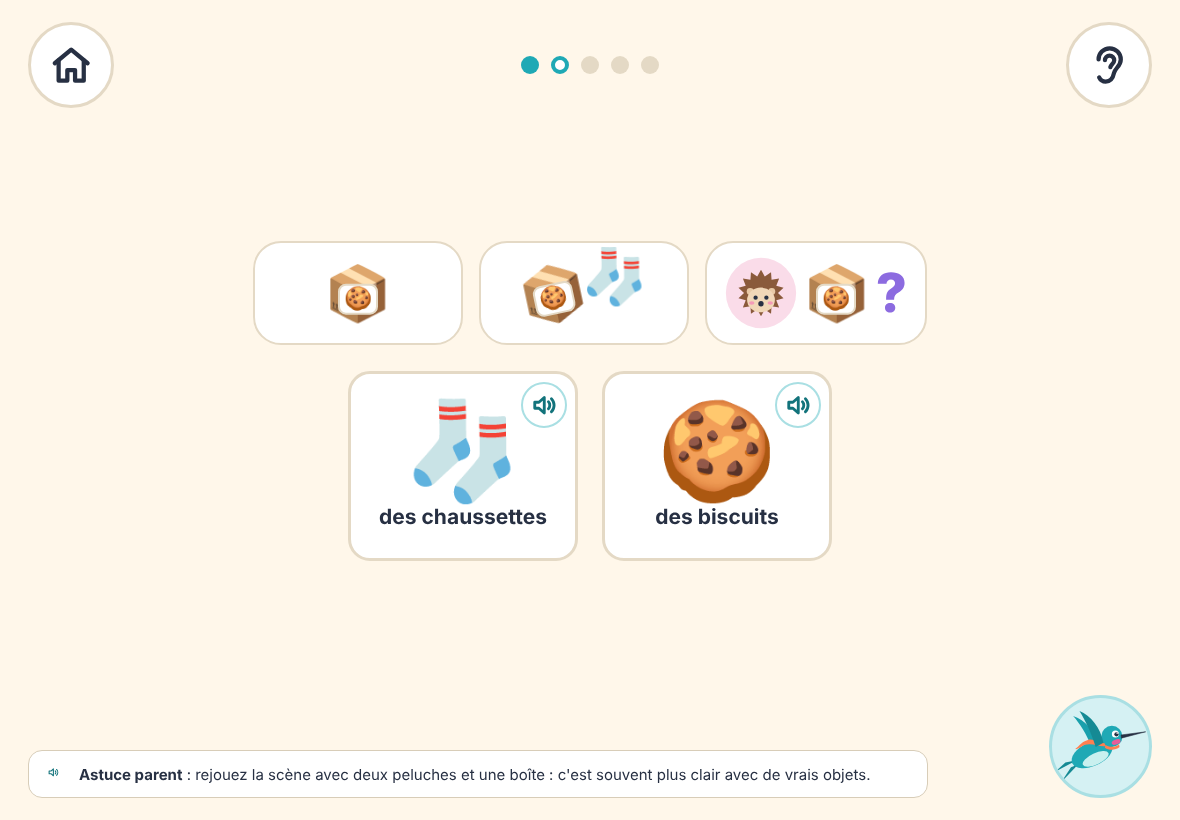 ?
des chaussettes
des biscuits
Astuce parent : rejouez la scène avec deux peluches et une boîte : c'est souvent plus clair avec de vrais objets.